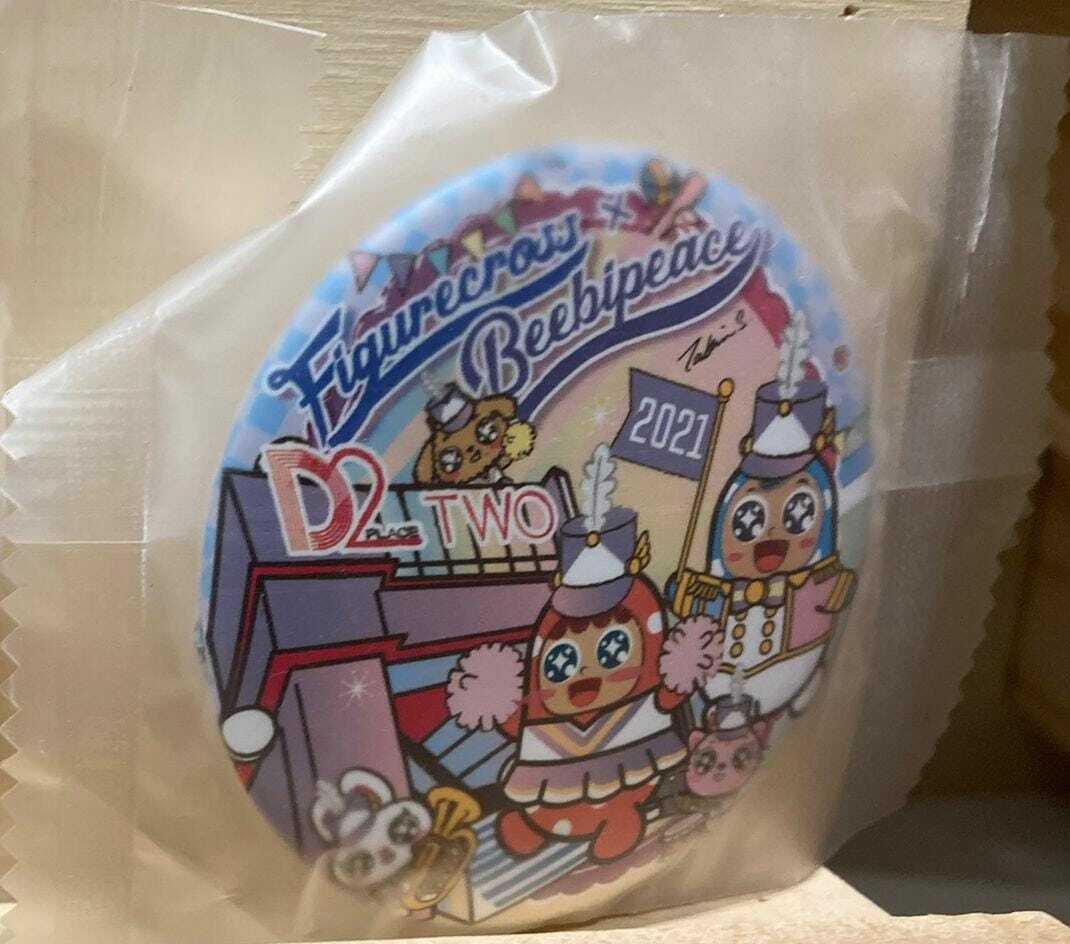 Figurecross x
Beebipeace
2021
D2 PLACE TWO